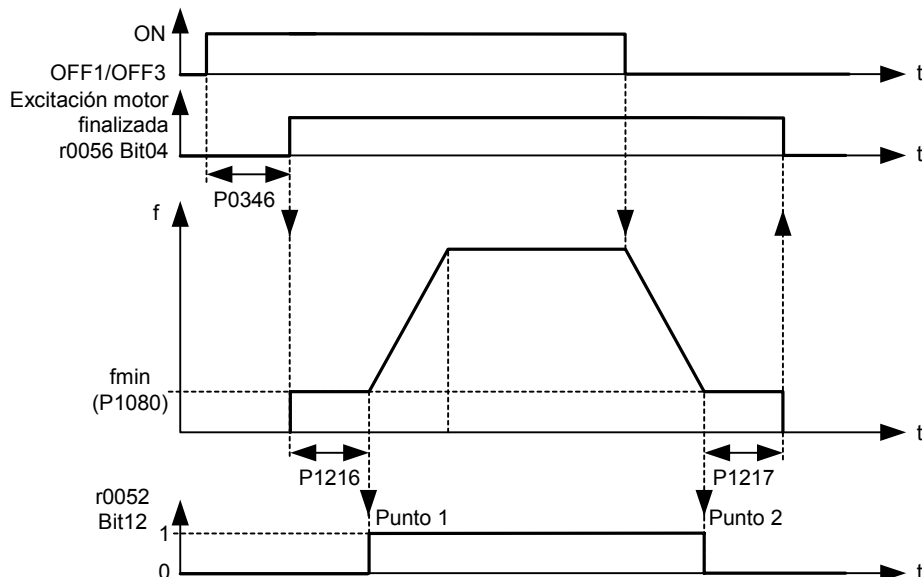 ON
OFF1/OFF3
t
Excitación motor
finalizada
r0056 Bit04
t
P0346
f
fmin
(P1080)
t
P1216
P1217
r0052
Bit12
Punto 1
Punto 2
1
0
t